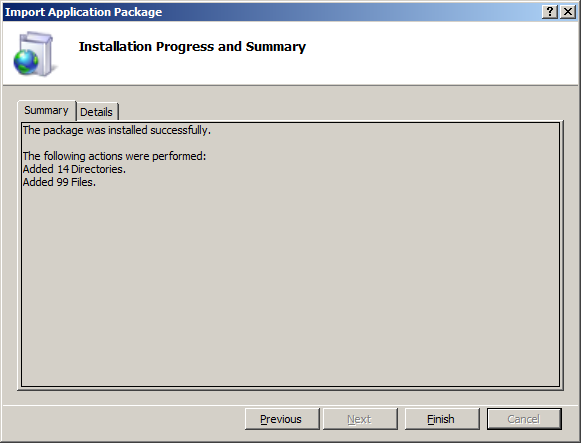 Import Application Package
Installation Progress and Summary
Summary
Details
The package was installed successfully.
The following actions were performed:
Added 14 Directories.
Added 99 Files.
Previous
Next
Finish
Cancel